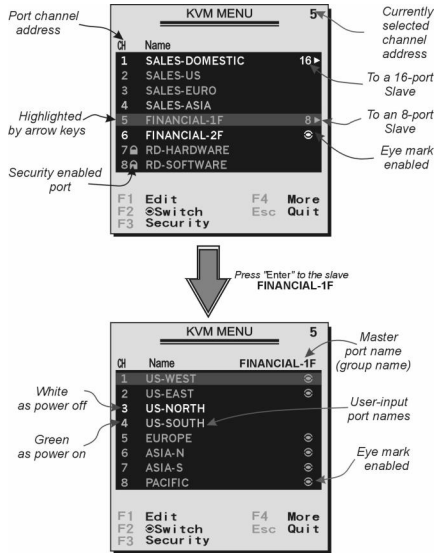 Port channel address
KVM MENU 5
Currently selected channel address
CH Name
1 SALES-DOMESTIC 16►
2 SALES-US
3 SALES-EURO
4 SALES-ASIA
5 FINANCIAL-1F 8►
6 FINANCIAL-2F
7 RD-HARDWARE
8 RD-SOFTWARE
To a 16-port Slave
To an 8-port Slave
Highlighted by arrow keys
Eye mark enabled
Security enabled port
F1 Edit F4 More
F2 Switch Esc Quit
F3 Security
Press "Enter" to the slave
FINANCIAL-1F
KVM MENU 5
Master port name (group name)
CH Name FINANCIAL-1F
1 US-WEST
2 US-EAST
3 US-NORTH
4 US-SOUTH
5 EUROPE
6 ASIA-N
7 ASIA-S
8 PACIFIC
White as power off
User-input port names
Green as power on
Eye mark enabled
F1 Edit F4 More
F2 Switch Esc Quit
F3 Security